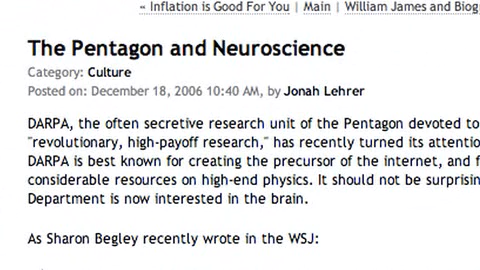 « Inflation is Good For You | Main | William James and Biog
The Pentagon and Neuroscience
Category: Culture
Posted on: December 18, 2006 10:40 AM, by Jonah Lehrer
DARPA, the often secretive research unit of the Pentagon devoted to
"revolutionary, high-payoff research," has recently turned its attentio
DARPA is best known for creating the precursor of the internet, and f
considerable resources on high-end physics. It should not be surprisin
Department is now interested in the brain.
As Sharon Begley recently wrote in the WSJ: